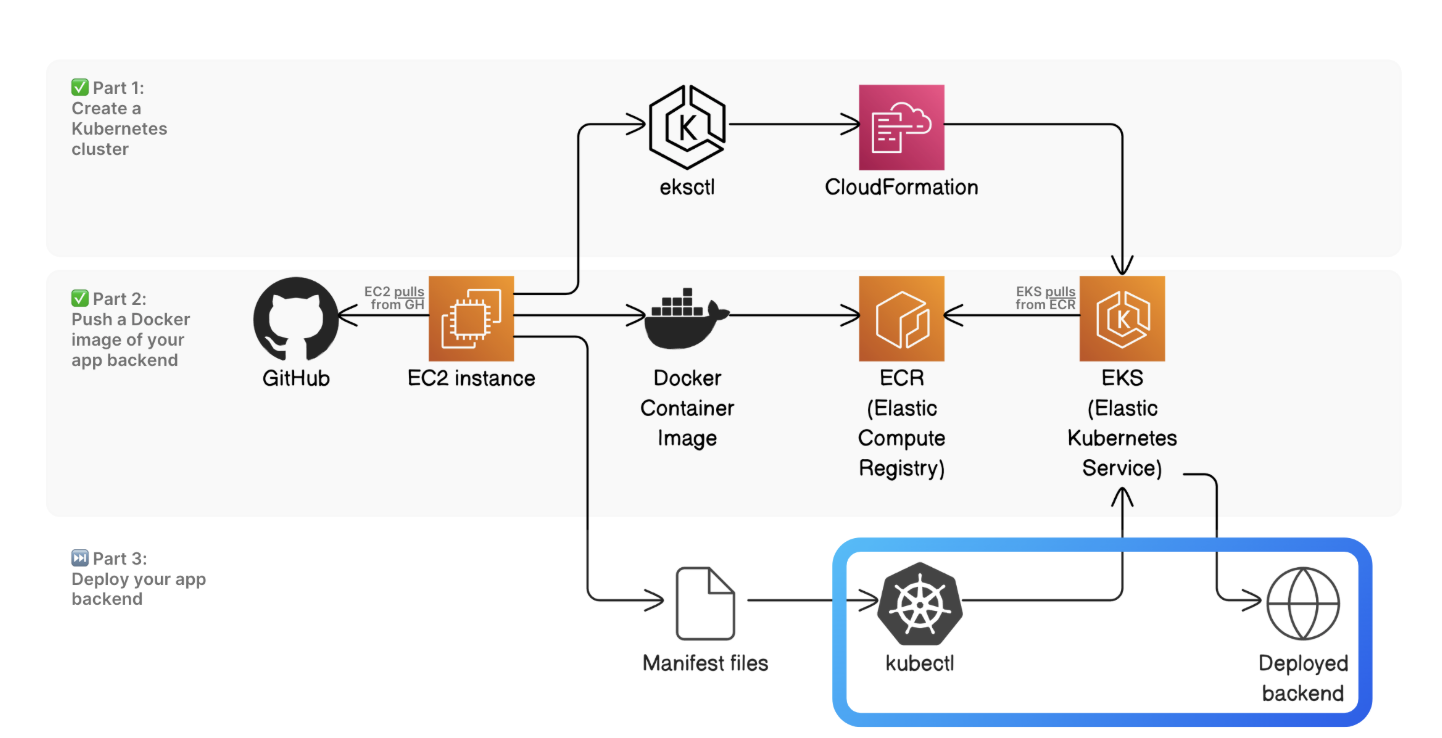 ✅ Part 1:
Create a
Kubernetes
cluster
K
eksctl
CloudFormation
✅ Part 2:
Push a Docker
image of your
app backend
EC2 pulls
from GH
GitHub
EC2 instance
Docker
Container
Image
EKS pulls
from ECR
ECR
(Elastic
Compute
Registry)
K
EKS
(Elastic
Kubernetes
Service)
⏭️ Part 3:
Deploy your app
backend
Manifest files
kubectl
Deployed
backend